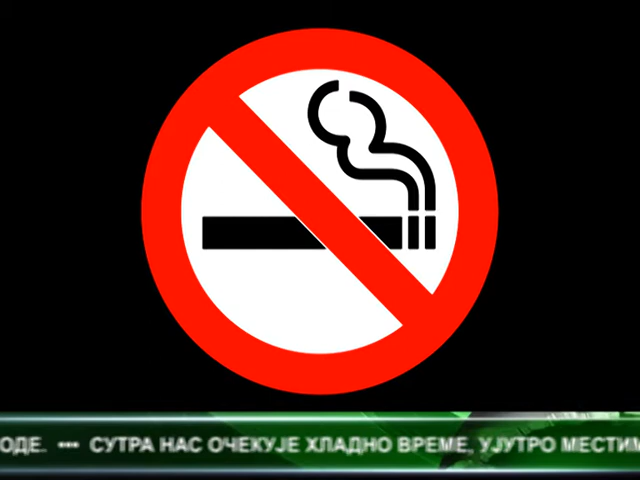 ОДЕ. ••• СУТРА НАС ОЧЕКУЈЕ ХЛАДНО ВРЕМЕ, УЈУТРО МЕСТИМ